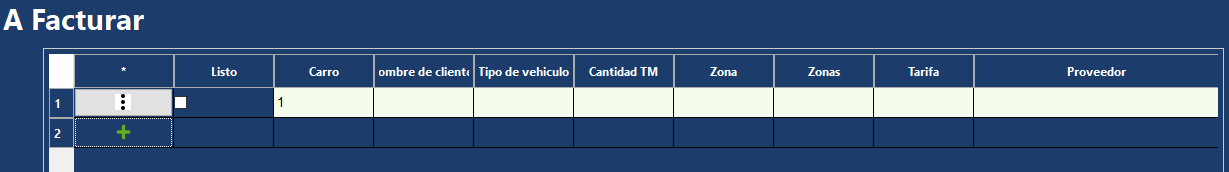 A Facturar
* Listo Carro ombre de cliente Tipo de vehiculo Cantidad TM Zona Zonas Tarifa Proveedor
1 1
2